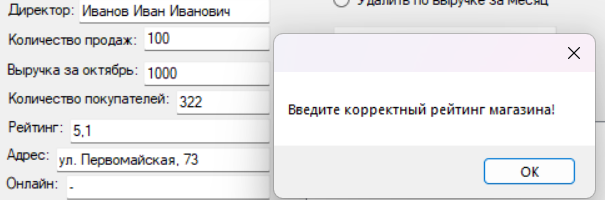 Директор: Иванов Иван Иванович
Удалить по выручке за месяц
Количество продаж: 100
Выручка за октябрь: 1000
Количество покупателей: 322
Введите корректный рейтинг магазина!
Рейтинг: 5,1
Адрес: ул. Первомайская, 73
OK
Онлайн: -